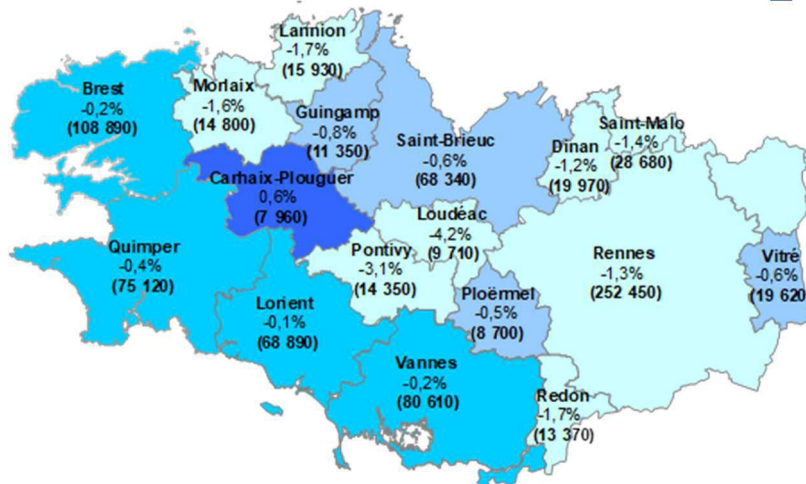 Lannion
-1,7%
(15 930)
Brest
-0,2%
(108 890)
Morlaix
-1,6%
(14 800)
Guingamp
-0,8%
(11 350)
Saint-Brieuc
-0,6%
(68 340)
Dinan
-1,2%
(19 970)
Saint-Malo
-1,4%
(28 680)
Carhaix-Plouguer
0,6%
(7 960)
Loudéac
-4,2%
(9 710)
Quimper
-0,4%
(75 120)
Pontivy
-3,1%
(14 350)
Rennes
-1,3%
(252 450)
Vitré
-0,6%
(19 620)
Lorient
-0,1%
(68 890)
Ploërmel
-0,5%
(8 700)
Vannes
-0,2%
(80 610)
Redon
-1,7%
(13 370)